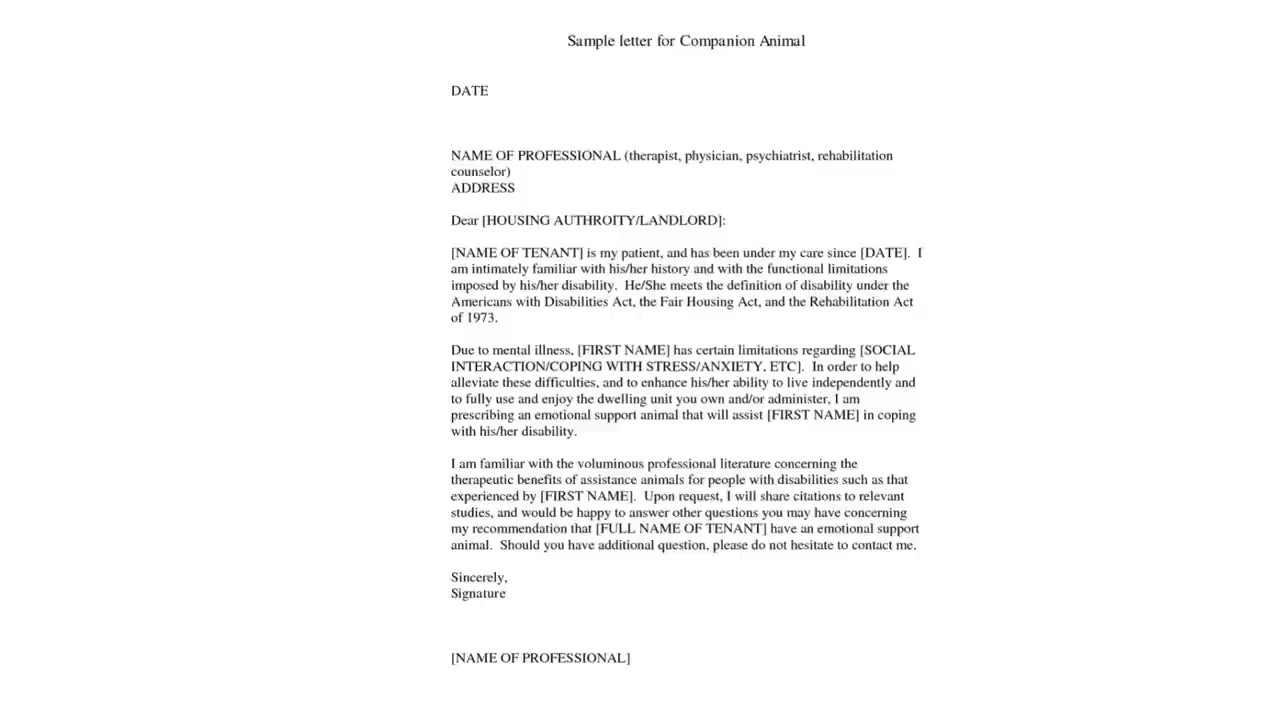 Sample letter for Companion Animal
DATE
NAME OF PROFESSIONAL (therapist, physician, psychiatrist, rehabilitation
counselor)
ADDRESS
Dear [HOUSING AUTHROITY/LANDLORD]:
[NAME OF TENANT] is my patient, and has been under my care since [DATE].  I
am intimately familiar with his/her history and with the functional limitations
imposed by his/her disability.  He/She meets the definition of disability under the
Americans with Disabilities Act, the Fair Housing Act, and the Rehabilitation Act
of 1973.
Due to mental illness, [FIRST NAME] has certain limitations regarding [SOCIAL
INTERACTION/COPING WITH STRESS/ANXIETY, ETC].  In order to help
alleviate these difficulties, and to enhance his/her ability to live independently and
to fully use and enjoy the dwelling unit you own and/or administer, I am
prescribing an emotional support animal that will assist [FIRST NAME] in coping
with his/her disability.
I am familiar with the voluminous professional literature concerning the
therapeutic benefits of assistance animals for people with disabilities such as that
experienced by [FIRST NAME].  Upon request, I will share citations to relevant
studies, and would be happy to answer other questions you may have concerning
my recommendation that [FULL NAME OF TENANT] have an emotional support
animal.  Should you have additional question, please do not hesitate to contact me.
Sincerely,
Signature
[NAME OF PROFESSIONAL]